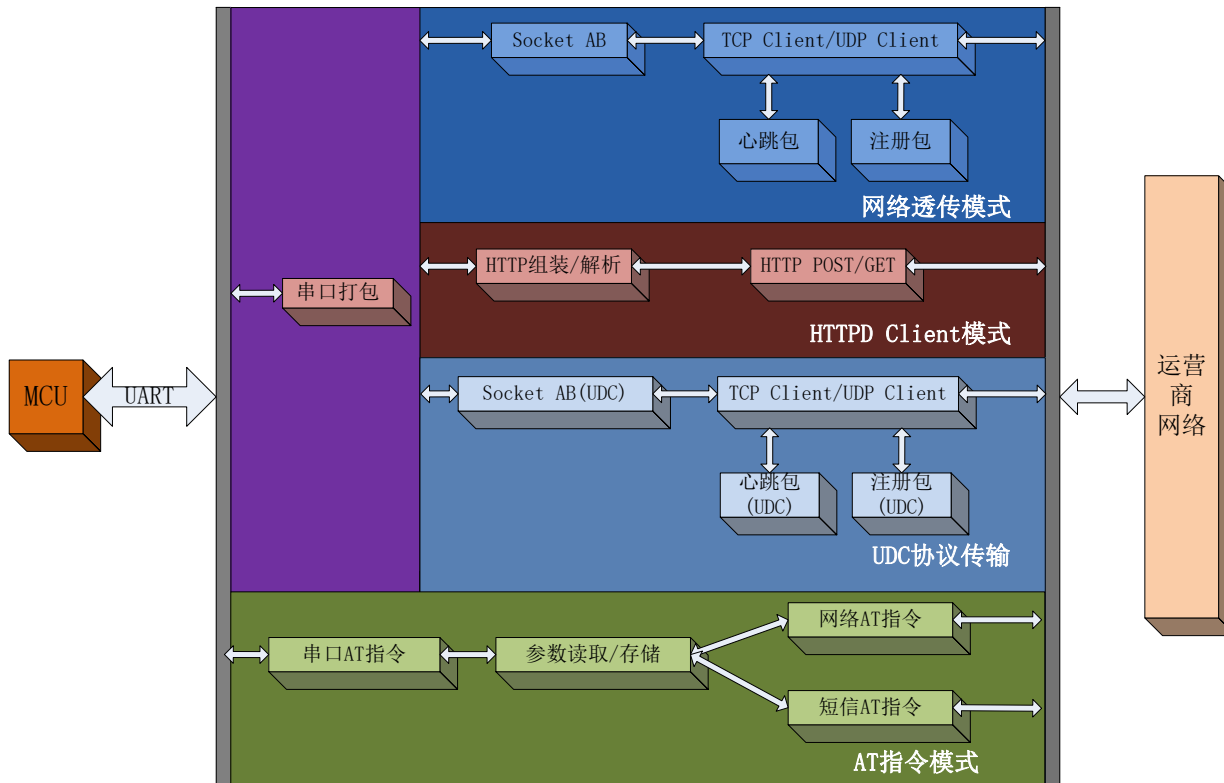 Socket AB
TCP Client/UDP Client
心跳包
注册包
网络透传模式
HTTP组装/解析
HTTP POST/GET
串口打包
HTTPD Client模式
MCU
UART
Socket AB(UDC)
TCP Client/UDP Client
心跳包
(UDC)
注册包
(UDC)
UDC协议传输
运营
商
网络
网络AT指令
串口AT指令
参数读取/存储
短信AT指令
AT指令模式